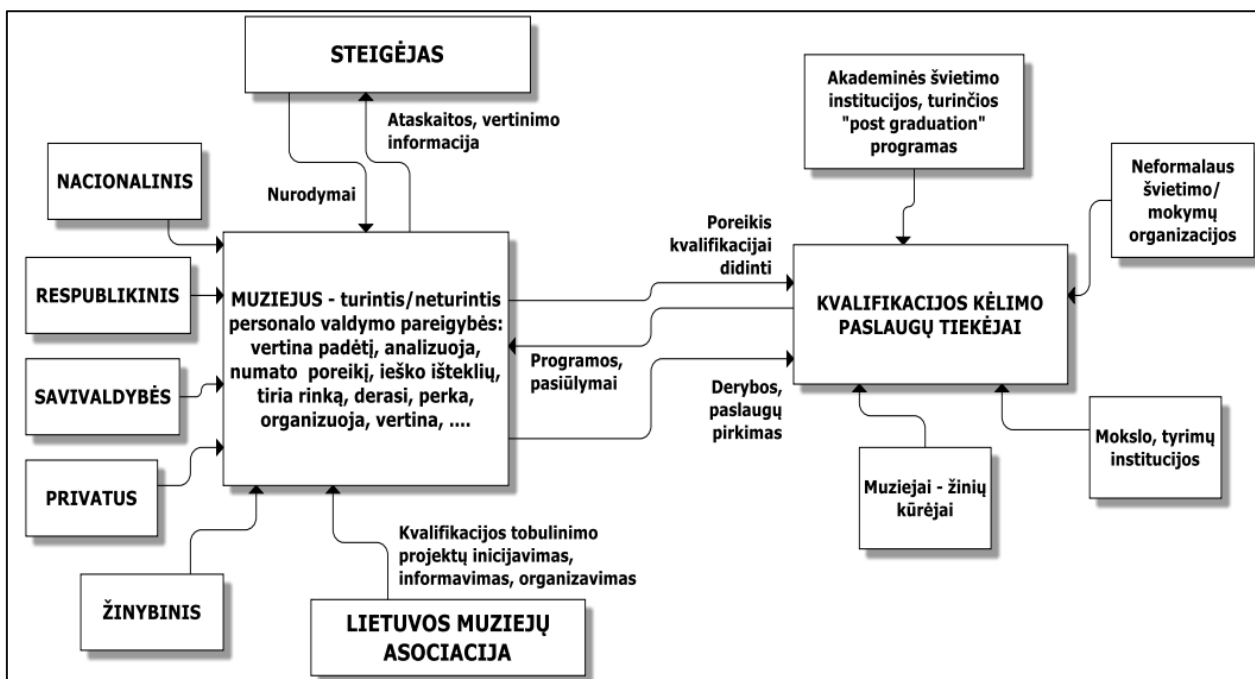 STEIGĖJAS
Ataskaitos, vertinimo
informacija
Nurodymai
NACIONALINIS
RESPUBLIKINIS
SAVIVALDYBĖS
PRIVATUS
ŽINYBINIS
MUZIEJUS - turintis/neturintis
personalo valdymo pareigybės:
vertina padėtį, analizuoja,
numato poreikį, ieško išteklių,
tiria rinką, derasi, perka,
organizuoja, vertina, ....
Kvalifikacijos tobulinimo
projektų inicijavimas,
informavimas, organizavimas
LIETUVOS MUZIEJŲ
ASOCIACIJA
Poreikis
kvalifikacijai
didinti
Programos,
pasiūlymai
Derybos,
paslaugų
pirkimas
Akademinės švietimo
institucijos, turinčios
"post graduation"
programas
Neformalaus
švietimo/
mokymų
organizacijos
KVALIFIKACIJOS KĖLIMO
PASLAUGŲ TIEKĖJAI
Muziejai - žinių
kūrėjai
Mokslo, tyrimų
institucijos